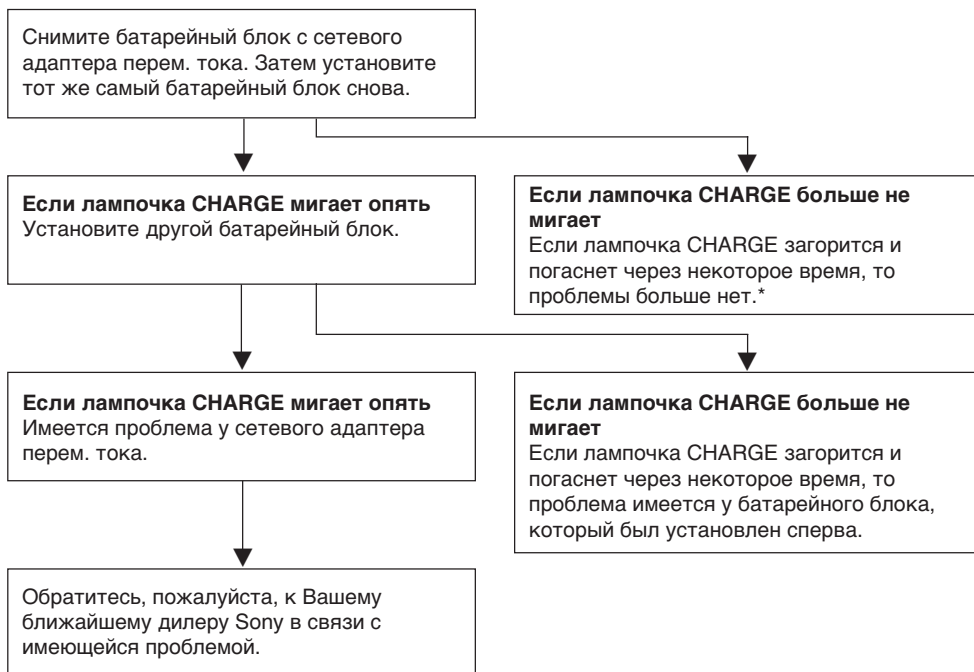 Снимите батарейный блок с сетевого
адаптера перем. тока. Затем установите
тот же самый батарейный блок снова.
Если лампочка CHARGE мигает опять
Установите другой батарейный блок.
Если лампочка CHARGE больше не
мигает
Если лампочка CHARGE загорится и
погаснет через некоторое время, то
проблемы больше нет.*
Если лампочка CHARGE мигает опять
Имеется проблема у сетевого адаптера
перем. тока.
Если лампочка CHARGE больше не
мигает
Если лампочка CHARGE загорится и
погаснет через некоторое время, то
проблема имеется у батарейного блока,
который был установлен сперва.
Обратитесь, пожалуйста, к Вашему
ближайшему дилеру Sony в связи с
имеющейся проблемой.